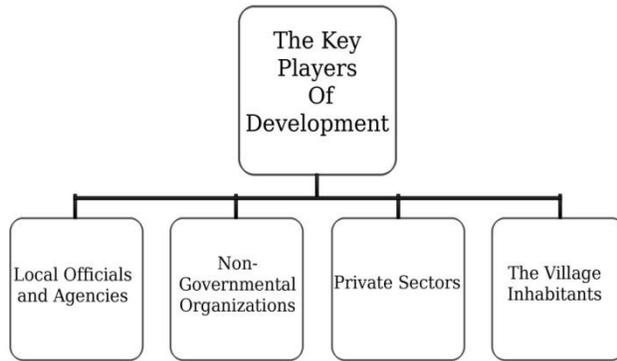 The Key
Players
Of
Development
Local Officials
and Agencies
Non-
Governmental
Organizations
Private Sectors
The Village
Inhabitants